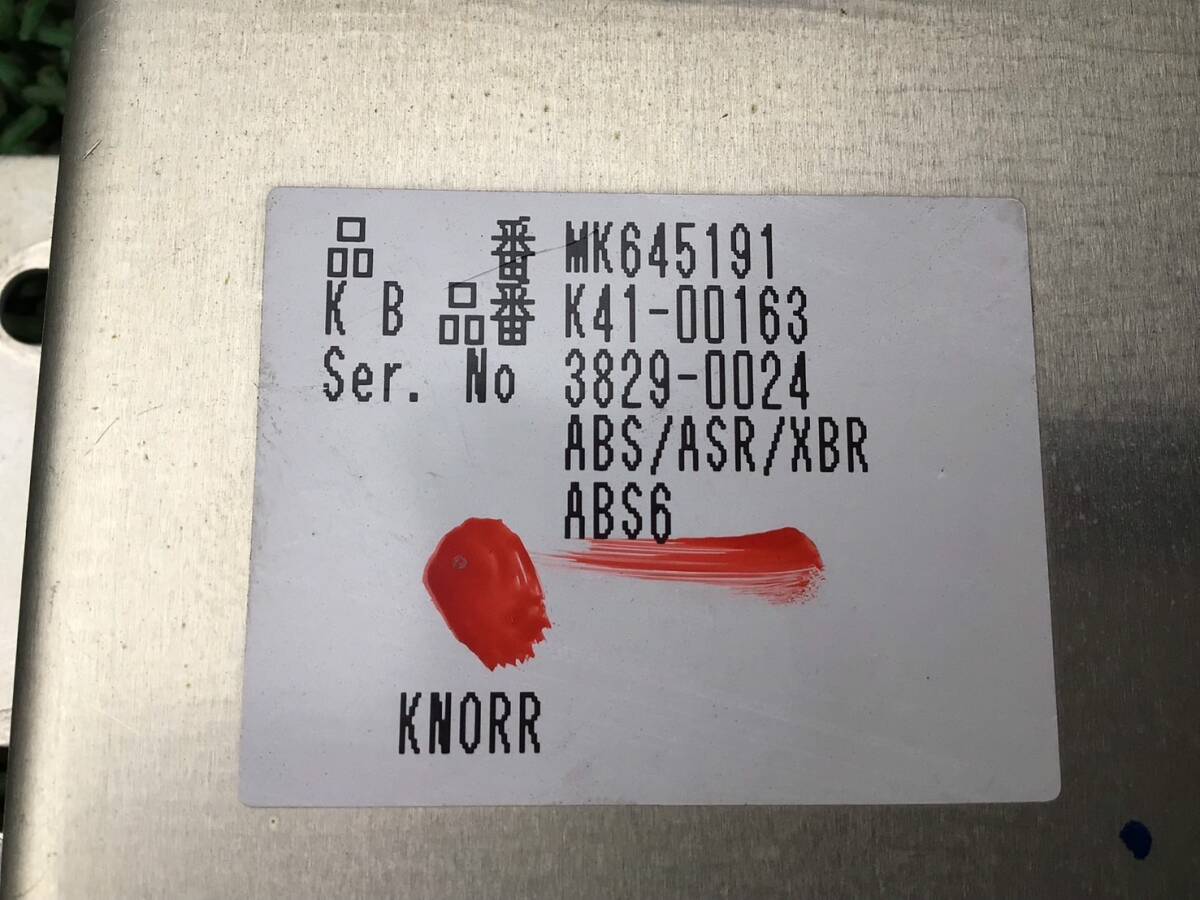 品 番 MK645191
K B 品番 K41-00163
Ser. No 3829-0024
ABS/ASR/XBR
ABS6
KNORR